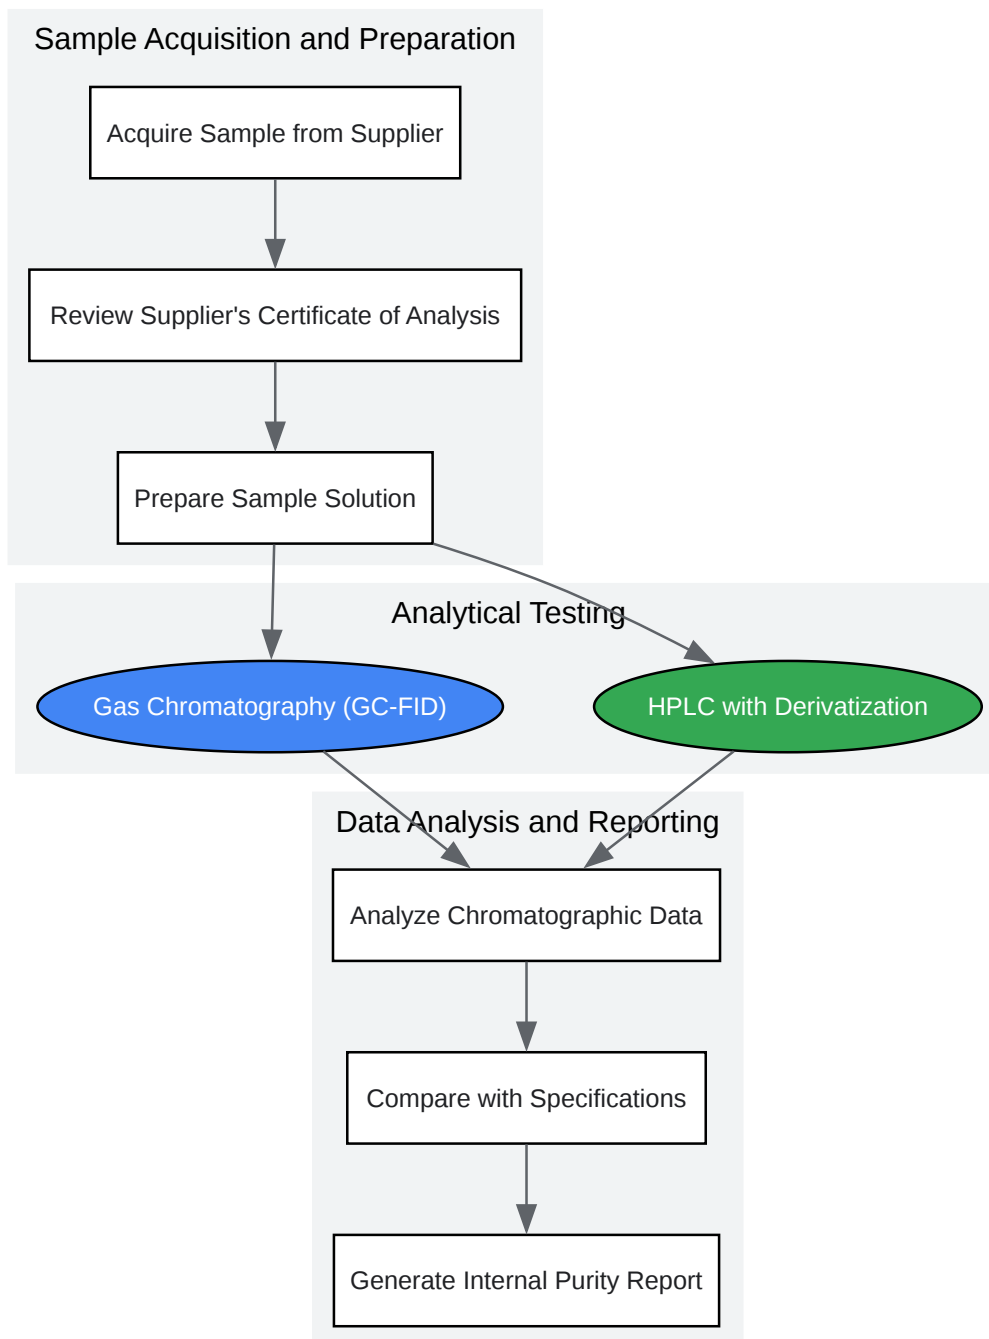 Sample Acquisition and Preparation
Acquire Sample from Supplier
Review Supplier's Certificate of Analysis
Prepare Sample Solution
Analytical Testing
Gas Chromatography (GC-FID)
HPLC with Derivatization
Data Analysis and Reporting
Analyze Chromatographic Data
Compare with Specifications
Generate Internal Purity Report